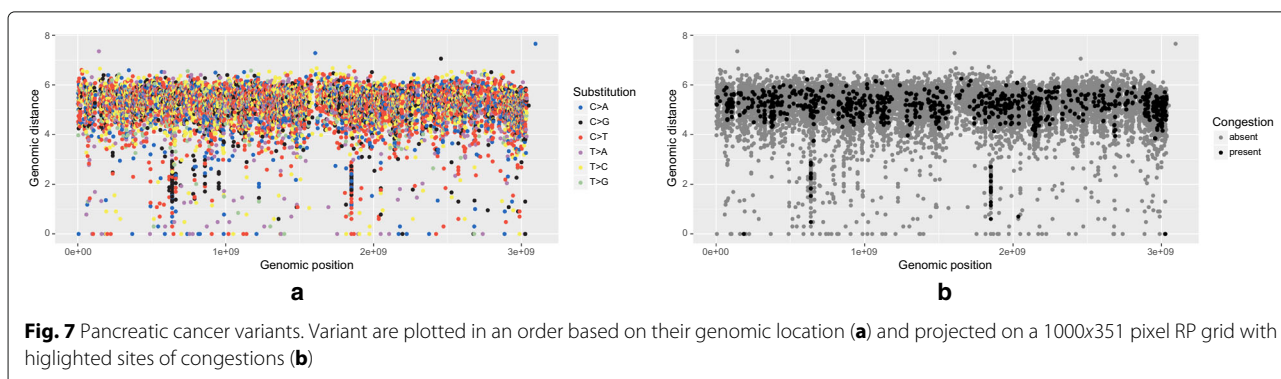 8
6
4
2
0
Genomic distance
0e+00
1e+09
2e+09
3e+09
Genomic position
Substitution
C>A
C>G
C>T
T>A
T>C
T>G
a
8
6
4
2
0
Genomic distance
0e+00
1e+09
2e+09
3e+09
Genomic position
Congestion
absent
present
b
Fig. 7 Pancreatic cancer variants. Variant are plotted in an order based on their genomic location (a) and projected on a 1000x351 pixel RP grid with
higlighted sites of congestions (b)